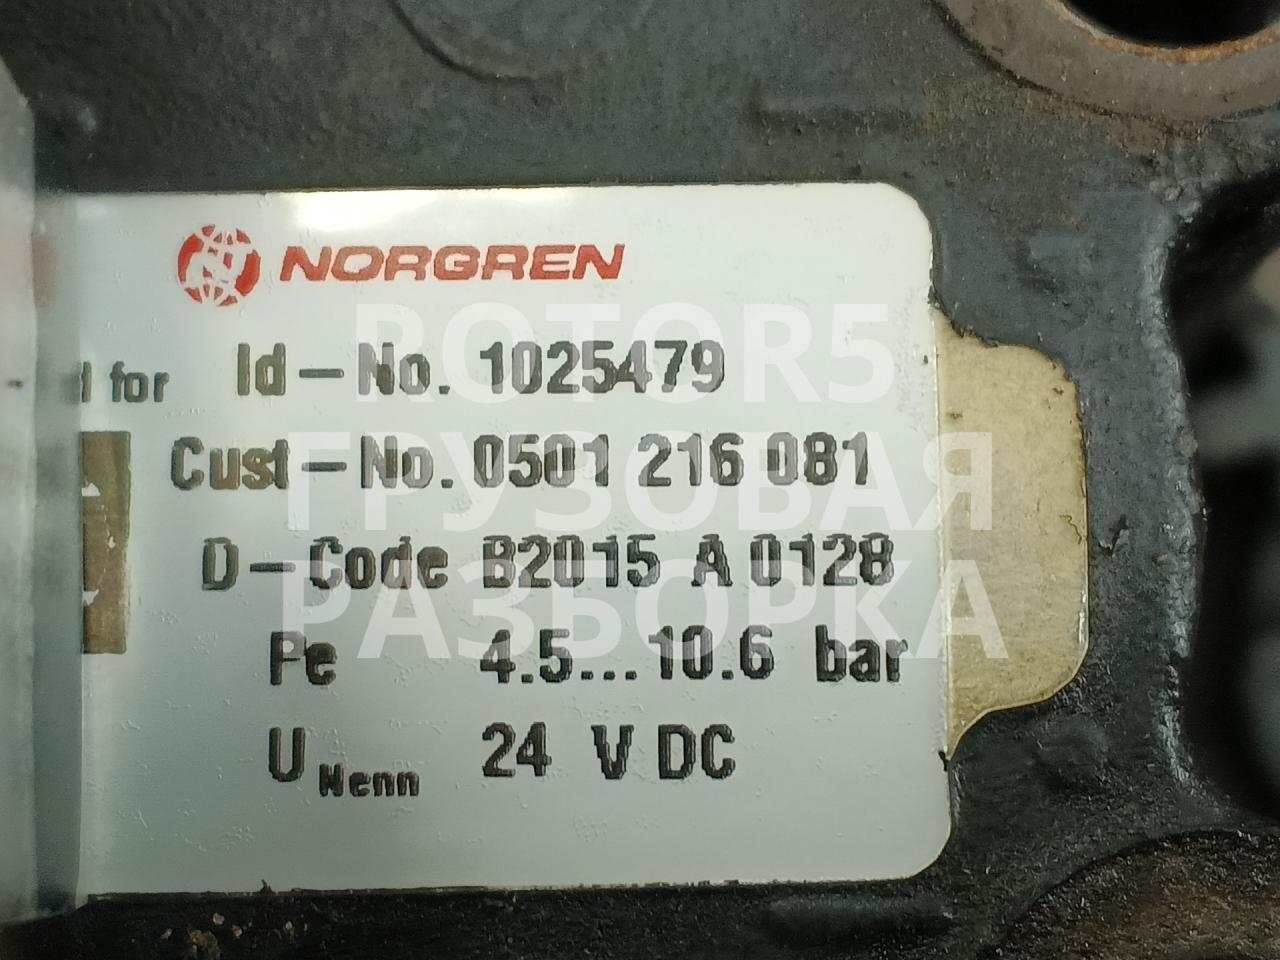 NORGREN
for Id-No. 1025479
Cust-No. 0501 216 081
D-Code B2015 A 0128
Pe 4.5...10.6 bar
U Nenn 24 V DC
ROTOR5
ГРУЗОВАЯ
РАЗБОРКА